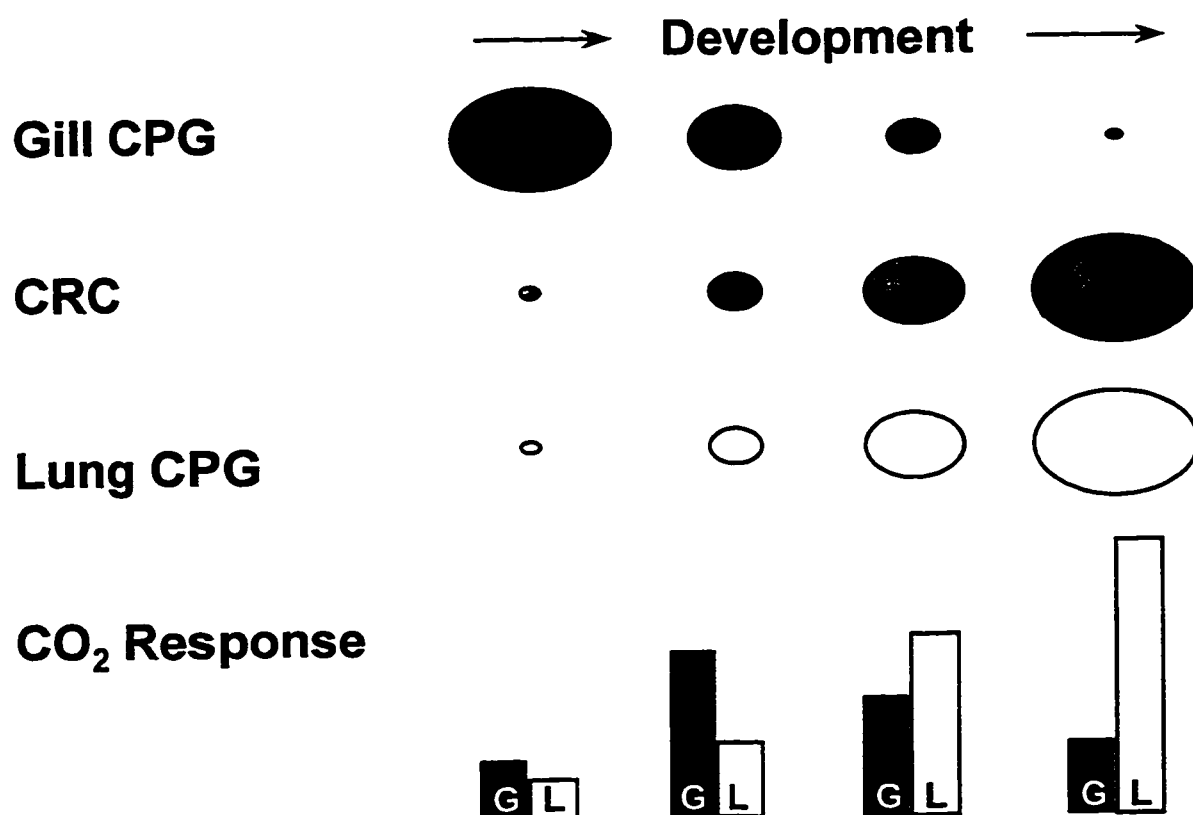 → Development →
Gill CPG
CRC
Lung CPG
CO₂ Response
G L G L G L G L